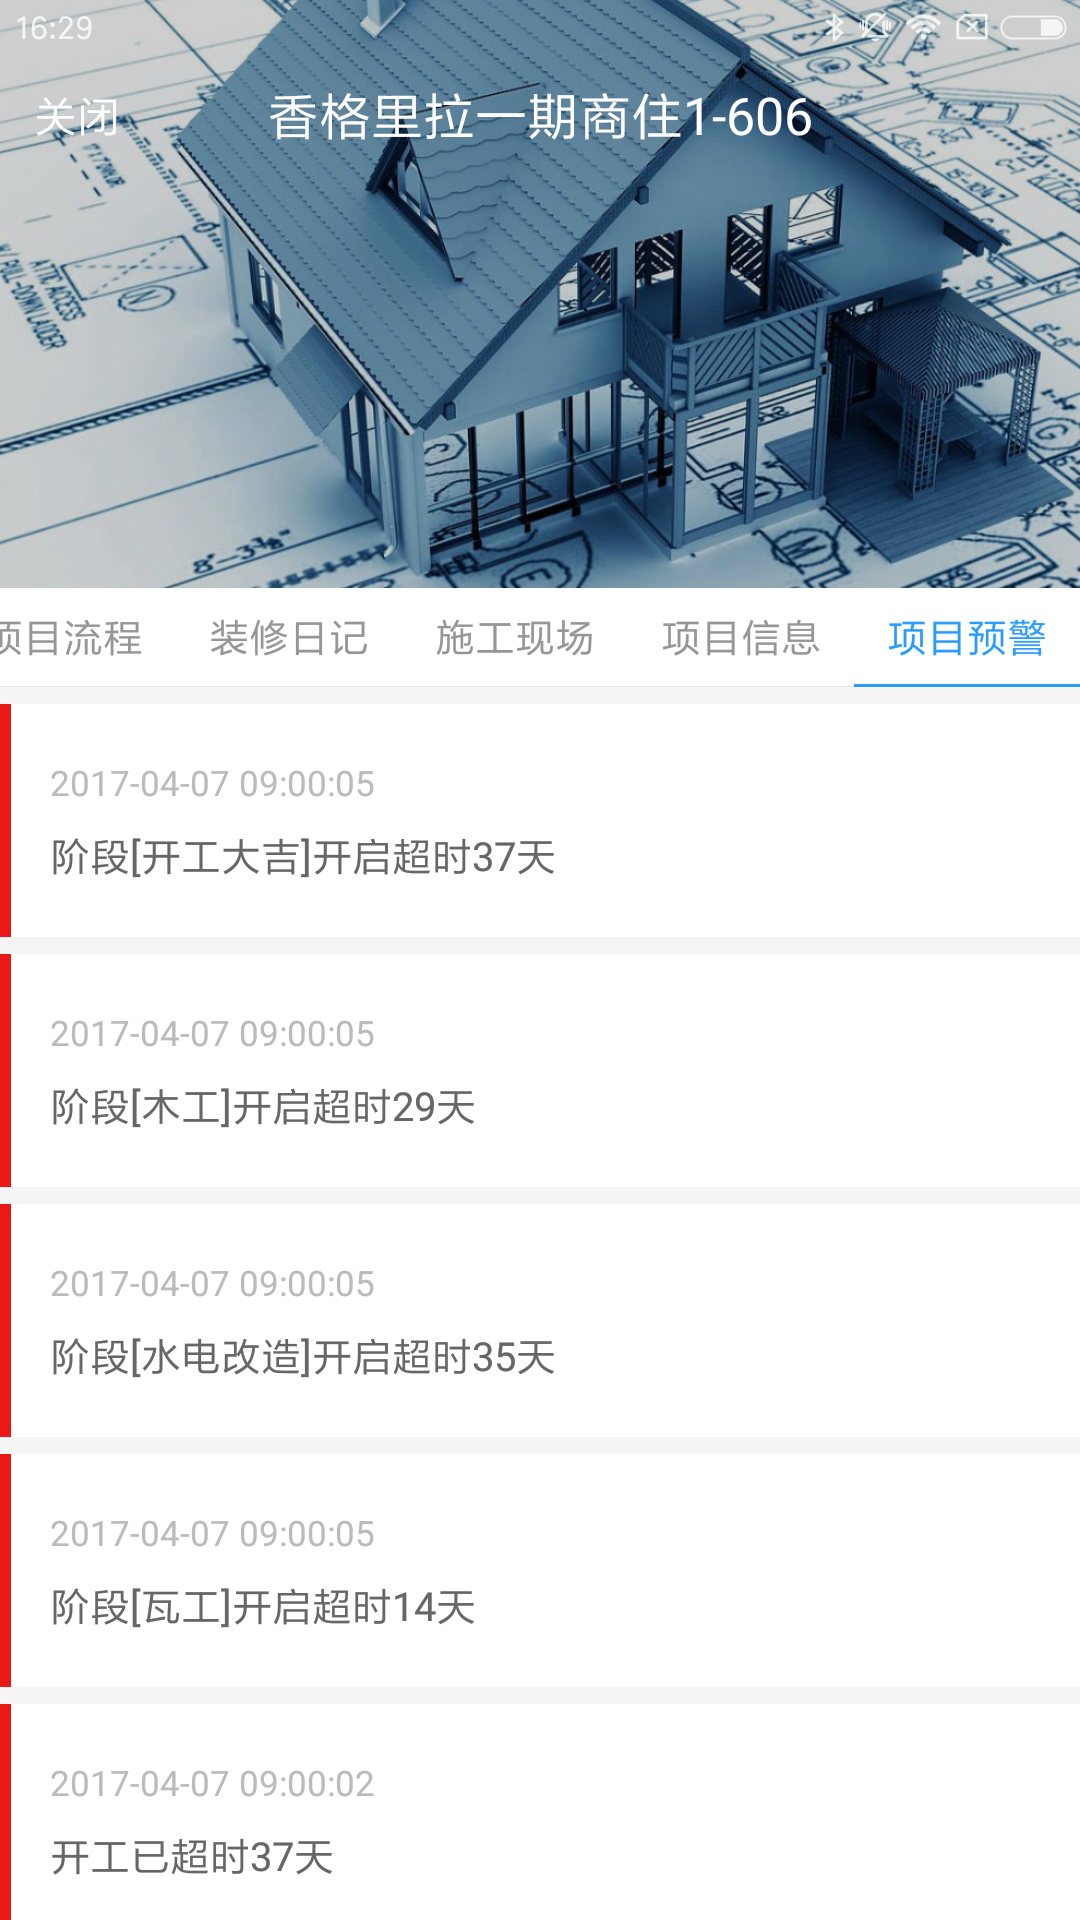 16:29
关闭
香格里拉一期商住1-606
项目流程
装修日记
施工现场
项目信息
项目预警
2017-04-07 09:00:05
阶段[开工大吉]开启超时37天
2017-04-07 09:00:05
阶段[木工]开启超时29天
2017-04-07 09:00:05
阶段[水电改造]开启超时35天
2017-04-07 09:00:05
阶段[瓦工]开启超时14天
2017-04-07 09:00:02
开工已超时37天
ATTIC ACCESS
8'-3⅞"